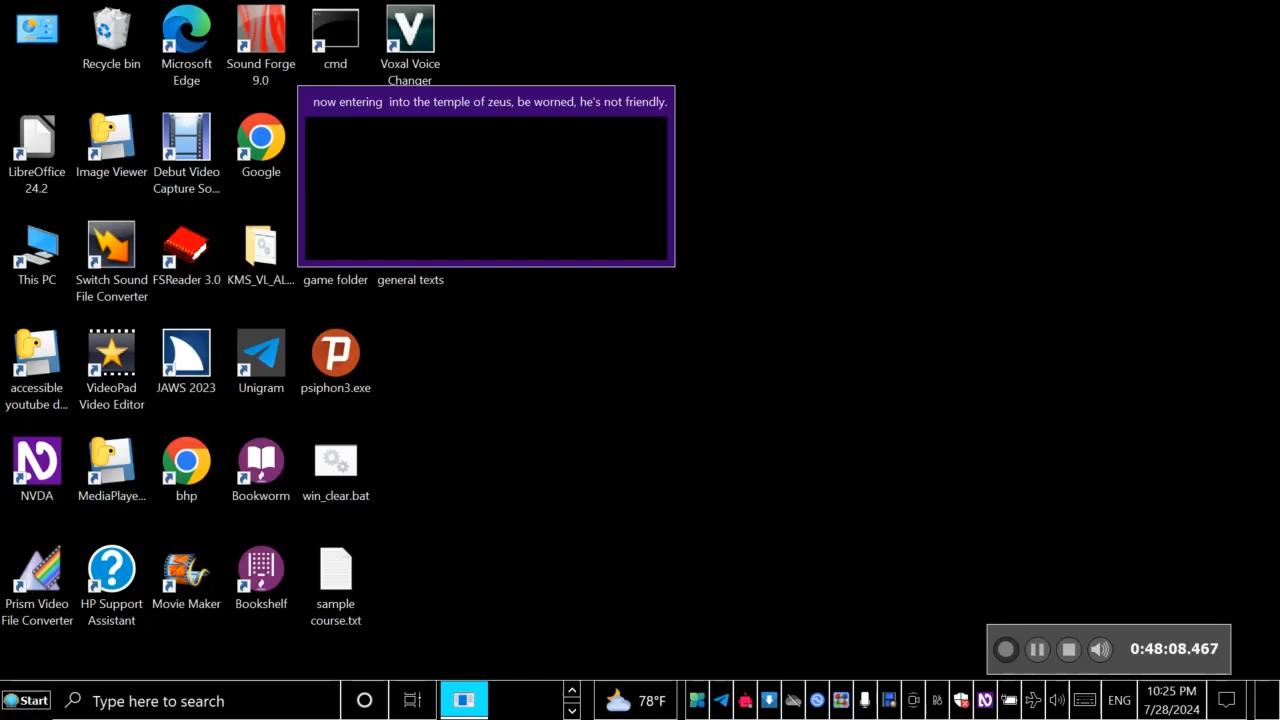 Recycle bin
Microsoft
Edge
Sound Forge
9.0
cmd
Voxal Voice
Changer
now entering  into the temple of zeus, be worned, he's not friendly.
LibreOffice
24.2
Image Viewer
Debut Video
Capture So...
Google
This PC
Switch Sound
File Converter
FSReader 3.0
KMS_VL_AL...
game folder
general texts
accessible
youtube d...
VideoPad
Video Editor
JAWS 2023
Unigram
psiphon3.exe
NVDA
MediaPlaye...
bhp
Bookworm
win_clear.bat
Prism Video
File Converter
HP Support
Assistant
Movie Maker
Bookshelf
sample
course.txt
0:48:08.467
Start
Type here to search
78°F
ENG
10:25 PM
7/28/2024